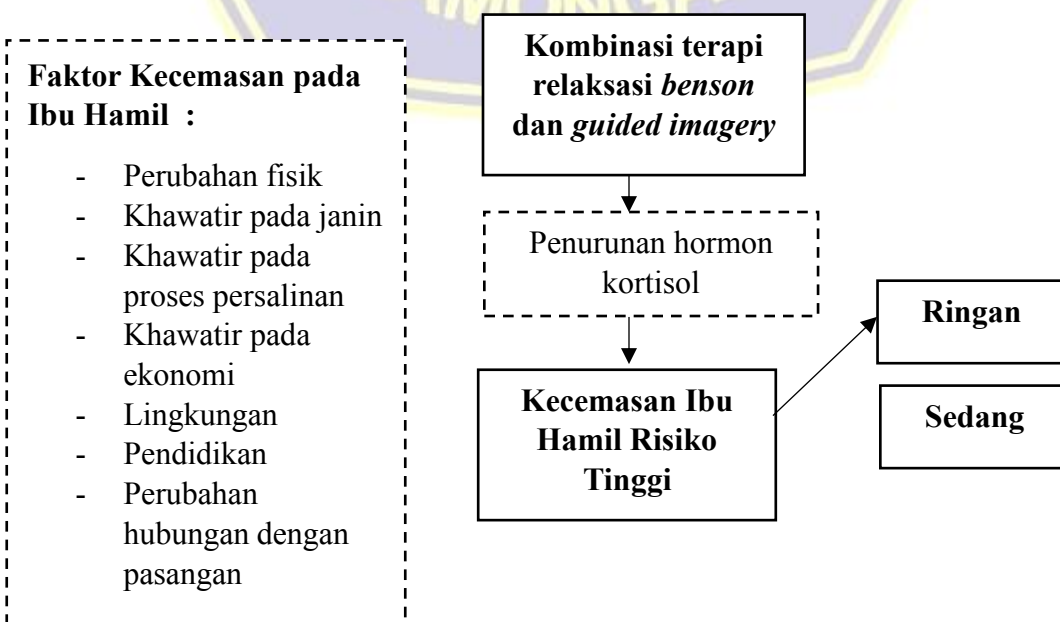 Faktor Kecemasan pada
Ibu Hamil :
- Perubahan fisik
- Khawatir pada janin
- Khawatir pada
proses persalinan
- Khawatir pada
ekonomi
- Lingkungan
- Pendidikan
- Perubahan
hubungan dengan
pasangan
Kombinasi terapi
relaksasi benson
dan guided imagery
Penurunan hormon
kortisol
Kecemasan Ibu
Hamil Risiko
Tinggi
Ringan
Sedang